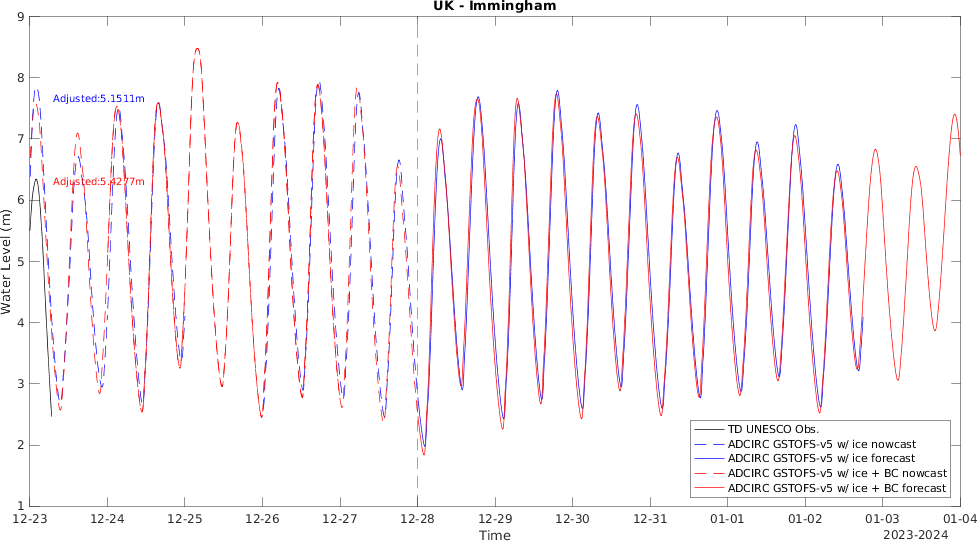 UK - Immingham
9
8
7
6
5
4
3
2
1
Water Level (m)
Adjusted:5.1511m
Adjusted:5.4277m
TD UNESCO Obs.
ADCIRC GSTOFS-v5 w/ ice nowcast
ADCIRC GSTOFS-v5 w/ ice forecast
ADCIRC GSTOFS-v5 w/ ice + BC nowcast
ADCIRC GSTOFS-v5 w/ ice + BC forecast
12-23 12-24 12-25 12-26 12-27 12-28 12-29 12-30 12-31 01-01 01-02 01-03 01-04
Time
2023-2024